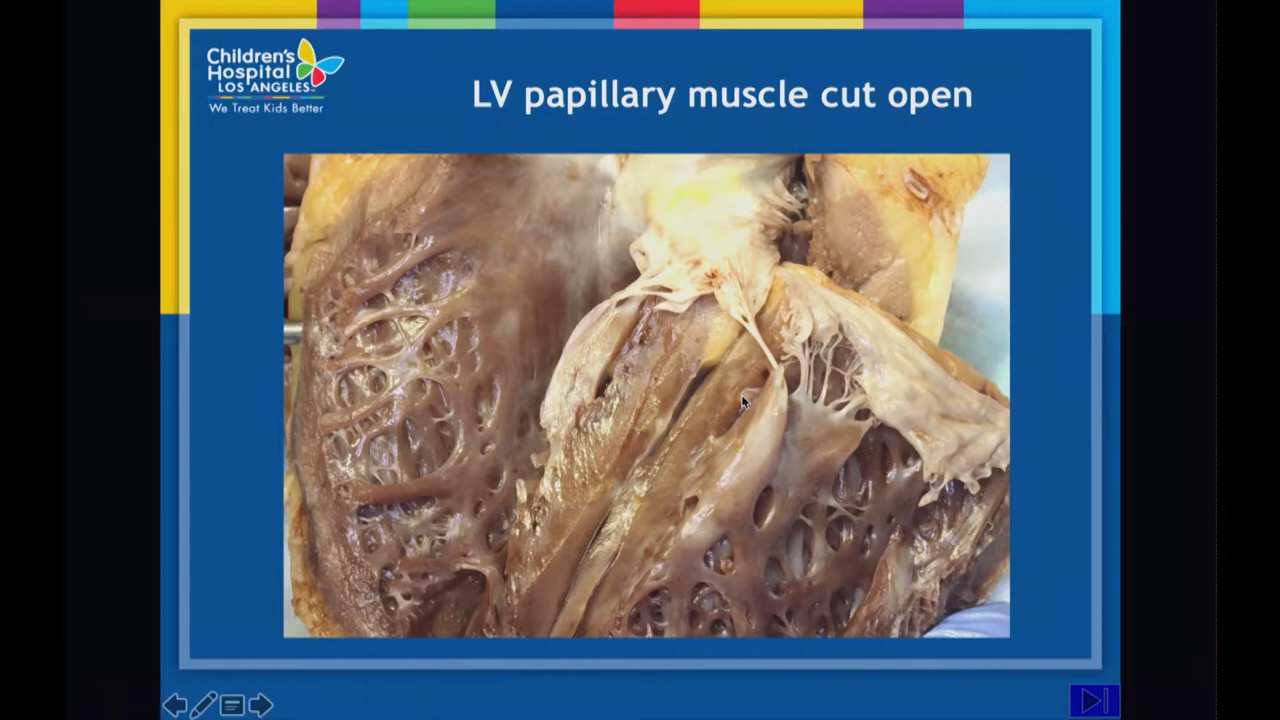 Children's
Hospital
LOS ANGELES
We Treat Kids Better
LV papillary muscle cut open